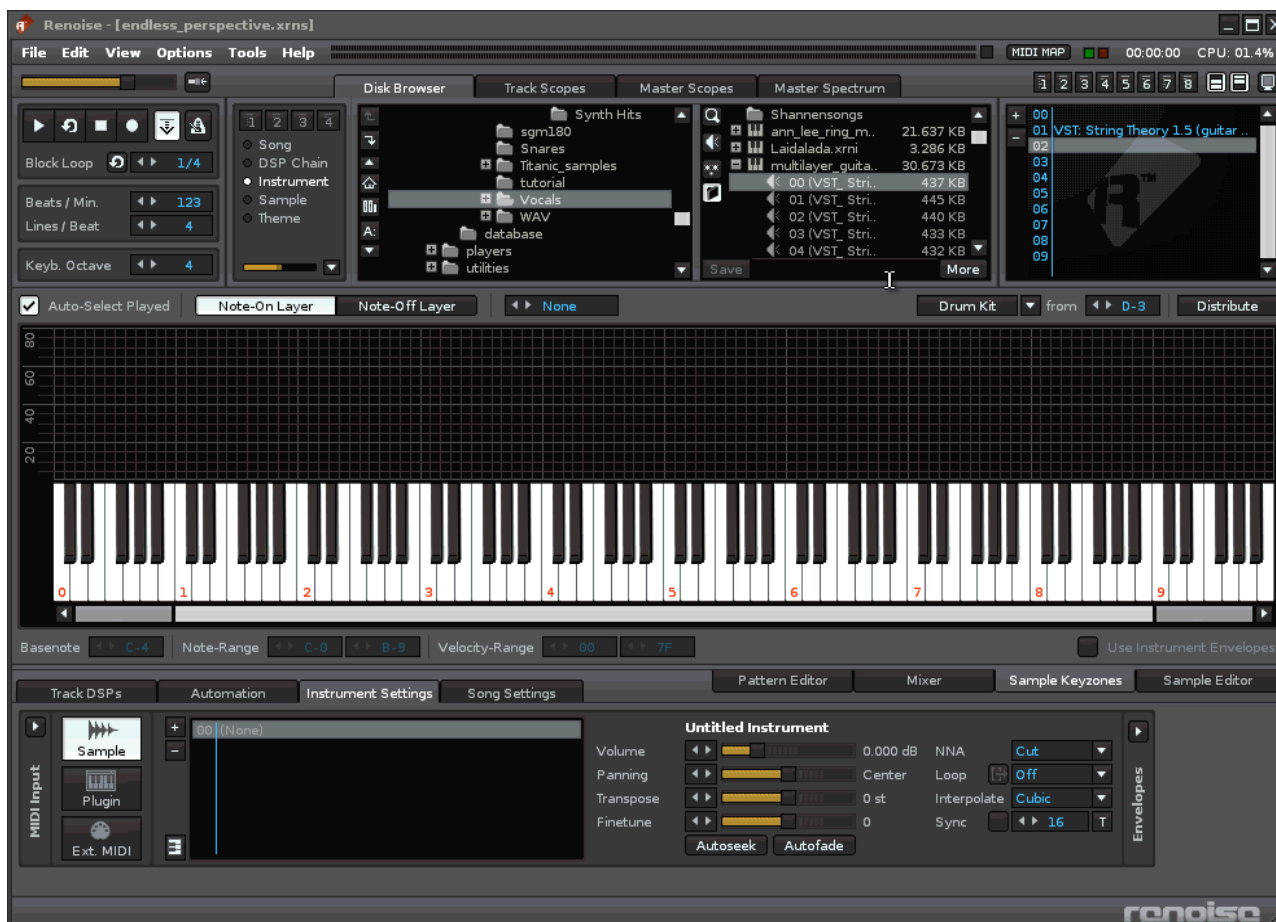 Renoise - [endless_perspective.xrns]
File Edit View Options Tools Help MIDI MAP 00:00:00 CPU: 01.4%
Disk Browser Track Scopes Master Scopes Master Spectrum 1 2 3 4 5 6 7 8
Block Loop 1/4
Beats / Min. 123
Lines / Beat 4
Keyb. Octave 4
1 2 3 4
Song
DSP Chain
Instrument
Sample
Theme
A:
Synth Hits
sgm180
Snares
Titanic_samples
tutorial
Vocals
WAV
database
players
utilities
Shannensongs
ann_lee_ring_m.. 21.637 KB
Laidalada.xrni 3.286 KB
multilayer_guita.. 30.673 KB
00 (VST_ Stri.. 437 KB
01 (VST_ Stri.. 445 KB
02 (VST_ Stri.. 440 KB
03 (VST_ Stri.. 433 KB
04 (VST_ Stri.. 432 KB
Save More
00
01 VST: String Theory 1.5 (guitar ..
02
03
04
05
06
07
08
09
Auto-Select Played Note-On Layer Note-Off Layer None Drum Kit from D-3 Distribute
80
60
40
20
0 1 2 3 4 5 6 7 8 9
Basenote C-4 Note-Range C-0 B-9 Velocity-Range 00 7F Use Instrument Envelopes
Track DSPs Automation Instrument Settings Song Settings Pattern Editor Mixer Sample Keyzones Sample Editor
MIDI Input
Sample
Plugin
Ext. MIDI
00 (None)
Untitled Instrument
Volume 0.000 dB NNA Cut
Panning Center Loop Off
Transpose 0 st Interpolate Cubic
Finetune 0 Sync 16 T
Autoseek Autofade
Envelopes
renoise